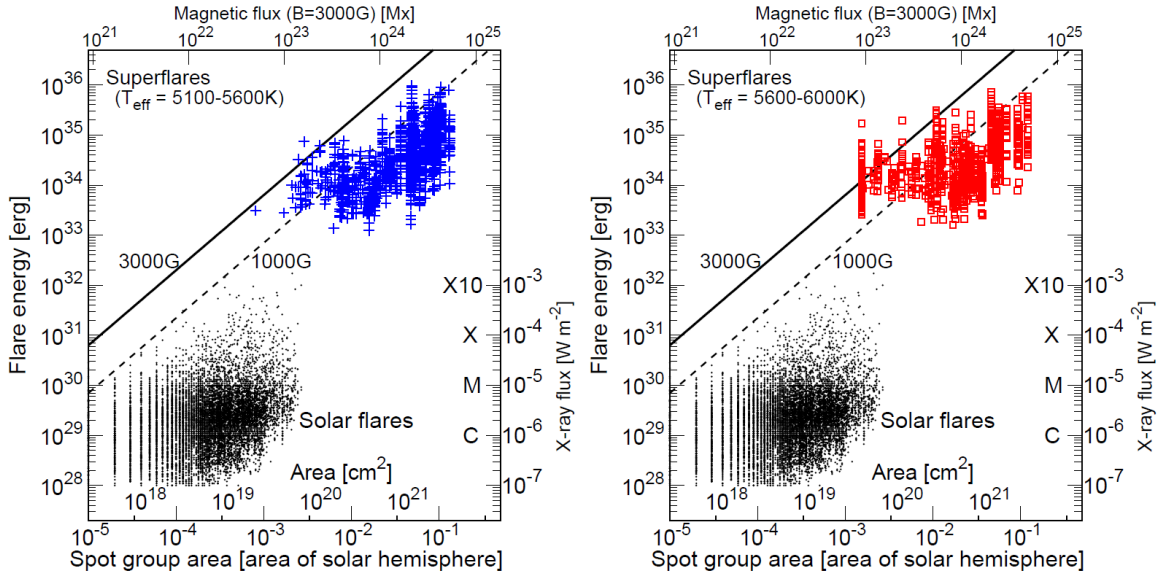 Magnetic flux (B=3000G) [Mx]
10^21 10^22 10^23 10^24 10^25
Superflares
(T_eff = 5100-5600K)
Flare energy [erg]
10^36
10^35
10^34
10^33
10^32
10^31
10^30
10^29
10^28
3000G
1000G
X10
X
M
C
10^-3
10^-4
10^-5
10^-6
10^-7
X-ray flux [W m^-2]
Solar flares
Area [cm^2]
10^18 10^19 10^20 10^21
10^-5 10^-4 10^-3 10^-2 10^-1
Spot group area [area of solar hemisphere]
Magnetic flux (B=3000G) [Mx]
10^21 10^22 10^23 10^24 10^25
Superflares
(T_eff = 5600-6000K)
Flare energy [erg]
10^36
10^35
10^34
10^33
10^32
10^31
10^30
10^29
10^28
3000G
1000G
X10
X
M
C
10^-3
10^-4
10^-5
10^-6
10^-7
X-ray flux [W m^-2]
Solar flares
Area [cm^2]
10^18 10^19 10^20 10^21
10^-5 10^-4 10^-3 10^-2 10^-1
Spot group area [area of solar hemisphere]